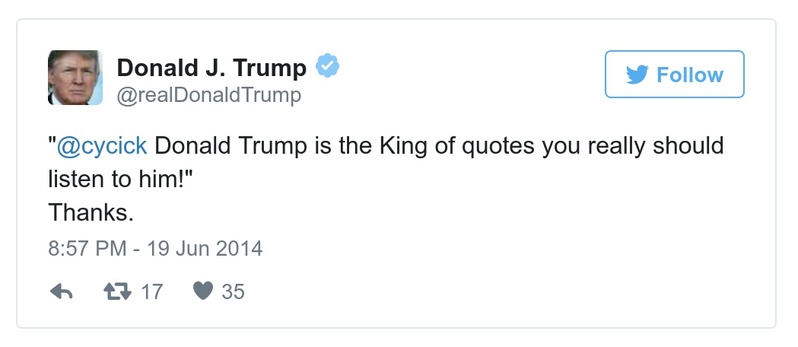 Donald J. Trump
@realDonaldTrump
Follow
"@cycick Donald Trump is the King of quotes you really should
listen to him!"
Thanks.
8:57 PM - 19 Jun 2014
17 35